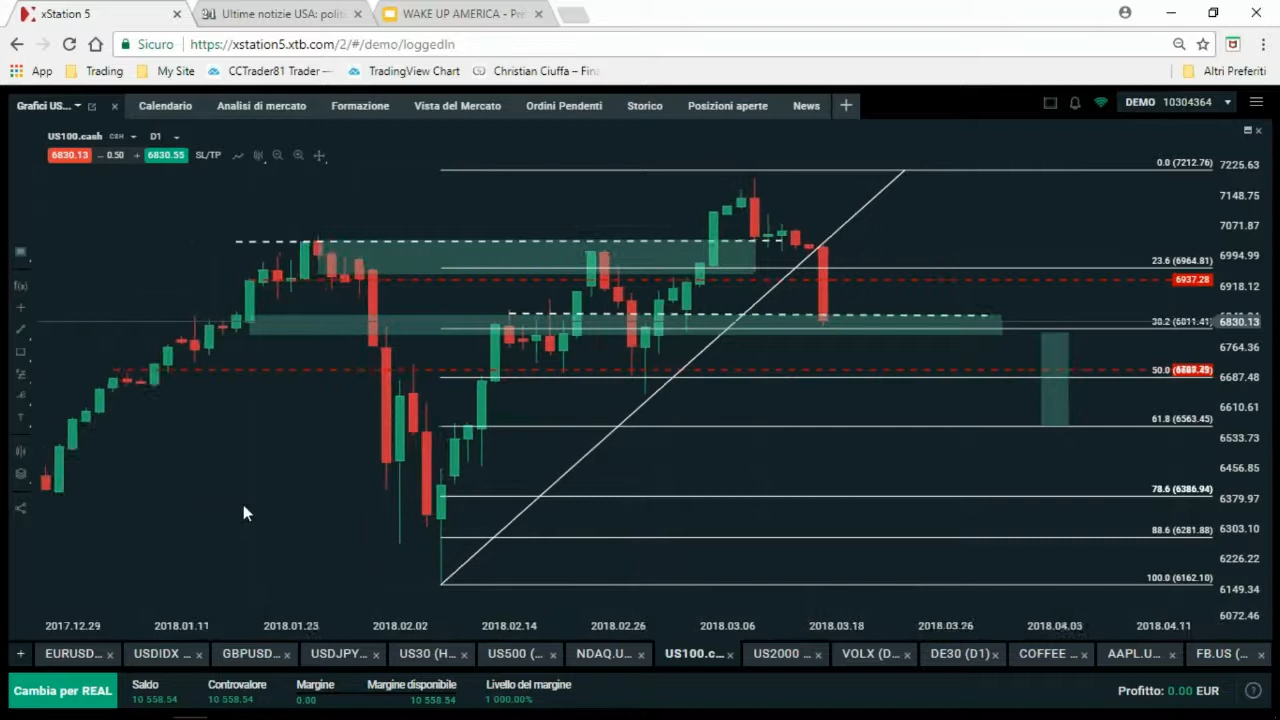 xStation 5
Ultime notizie USA: polit
WAKE UP AMERICA - Pre
Sicuro
https://xstation5.xtb.com/2/#/demo/loggedIn
App
Trading
My Site
CCTrader81 Trader —
TradingView Chart
Christian Ciuffa – Fina
Altri Preferiti
Grafici US...
Calendario
Analisi di mercato
Formazione
Vista del Mercato
Ordini Pendenti
Storico
Posizioni aperte
News
DEMO 10304364
US100.cash
D1
6830.13
0.50
6830.55
SL/TP
0.0 (7212.76)
7225.63
7148.75
7071.87
6994.99
23.6 (6964.81)
6937.28
6918.12
38.2 (6811.41)
6830.13
6764.36
50.0
6687.48
6610.61
61.8 (6563.45)
6533.73
6456.85
78.6 (6386.94)
6379.97
6303.10
88.6 (6281.88)
6226.22
100.0 (6162.10)
6149.34
6072.46
2017.12.29
2018.01.11
2018.01.23
2018.02.02
2018.02.14
2018.02.26
2018.03.06
2018.03.18
2018.03.26
2018.04.05
2018.04.11
EURUSD...
USDIDX ...
GBPUSD...
USDJPY...
US30 (H...
US500 (...
NDAQ.U...
US100.c...
US2000 ...
VOLX (D...
DE30 (D1)
COFFEE ...
AAPL.U...
FB.US (...
Cambia per REAL
Saldo
10 558.54
Controvalore
10 558.54
Margine
0.00
Margine disponibile
10 558.54
Livello del margine
1 000.00%
Profitto: 0.00 EUR